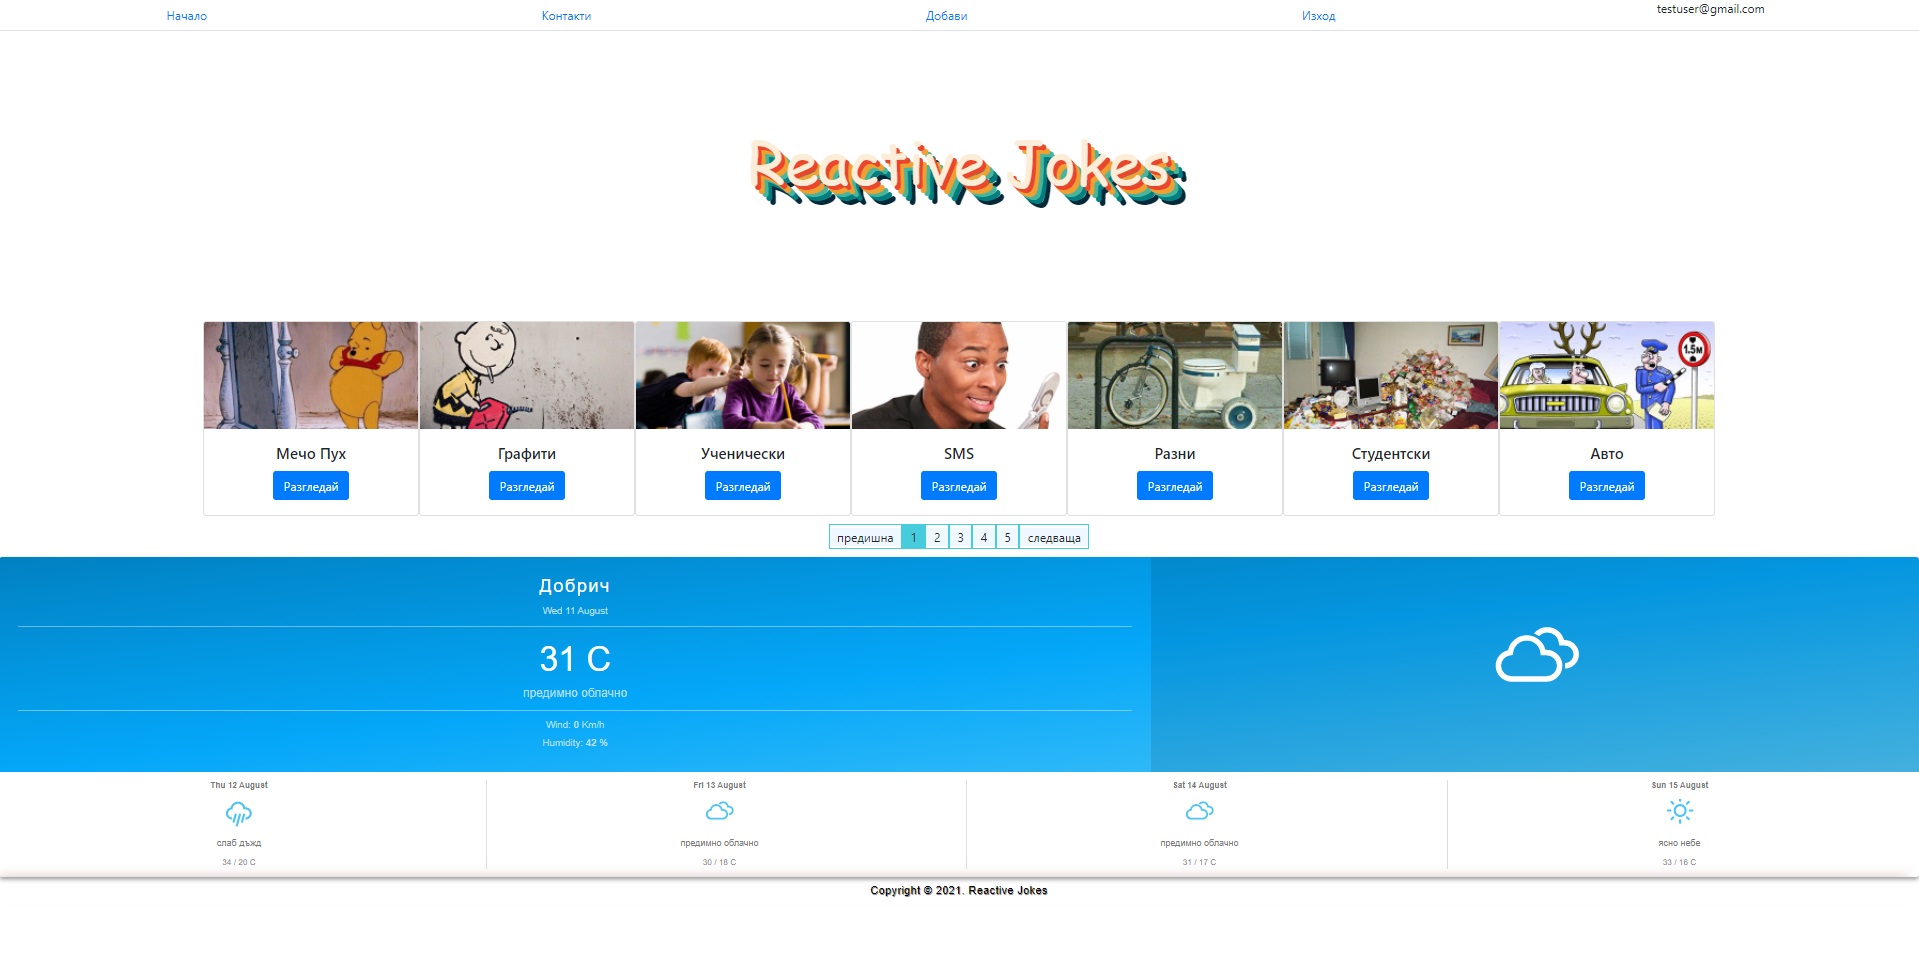 Начало Контакти Добави Изход testuser@gmail.com
Reactive Jokes
1.5м
Мечо Пух Графити Ученически SMS Разни Студентски Авто
Разгледай Разгледай Разгледай Разгледай Разгледай Разгледай Разгледай
предишна 1 2 3 4 5 следваща
Добрич
Wed 11 August
31 C
предимно облачно
Wind: 0 Km/h
Humidity: 42 %
Thu 12 August Fri 13 August Sat 14 August Sun 15 August
слаб дъжд предимно облачно предимно облачно ясно небе
34 / 20 C 30 / 18 C 31 / 17 C 33 / 16 C
Copyright © 2021. Reactive Jokes